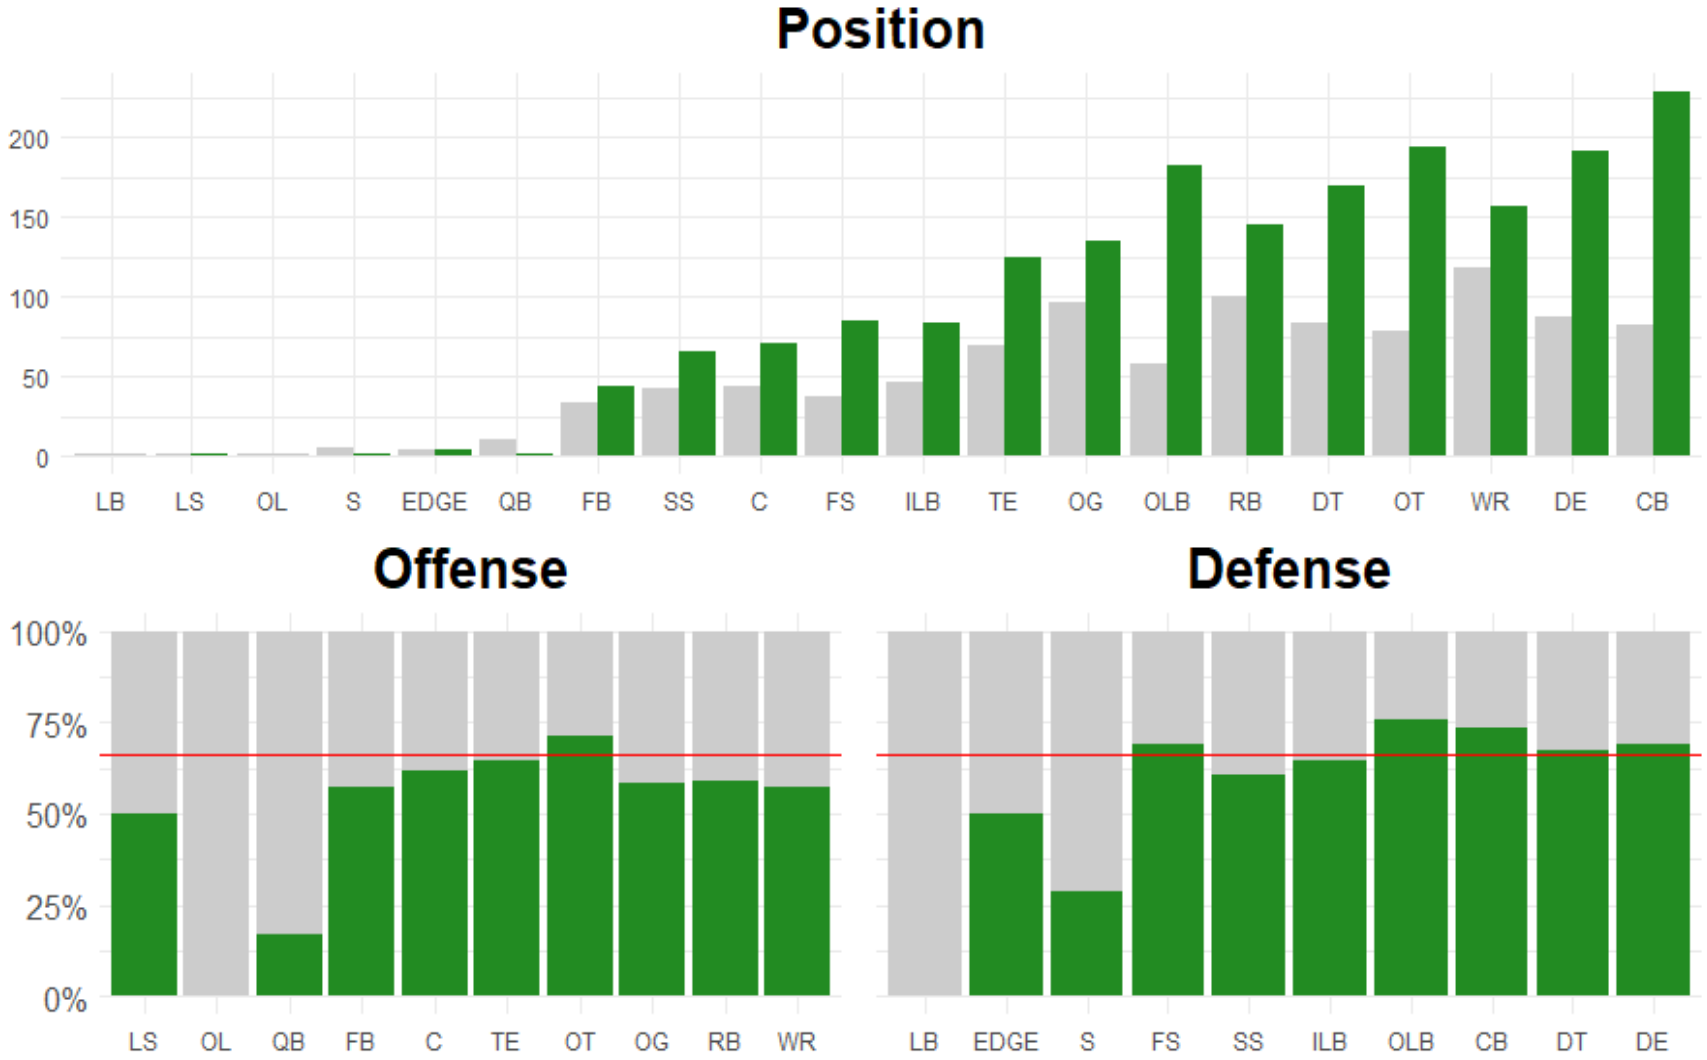 Position
200
150
100
50
0
LB LS OL S EDGE QB FB SS C FS ILB TE OG OLB RB DT OT WR DE CB
Offense
100%
75%
50%
25%
0%
LS OL QB FB C TE OT OG RB WR
Defense
LB EDGE S FS SS ILB OLB CB DT DE